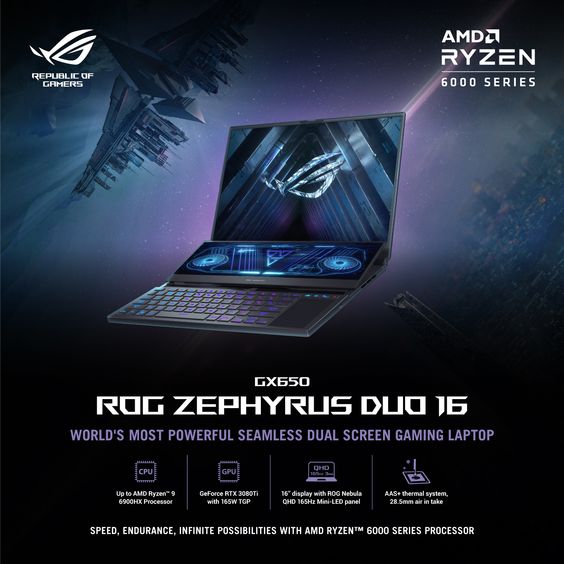 REPUBLIC OF
GAMERS
AMD
RYZEN
6000 SERIES
GX650
ROG ZEPHYRUS DUO 16
WORLD'S MOST POWERFUL SEAMLESS DUAL SCREEN GAMING LAPTOP
CPU
Up to AMD Ryzen™ 9
6900HX Processor
GPU
GeForce RTX 3080Ti
with 165W TGP
QHD
165Hz 3ms
16" display with ROG Nebula
QHD 165Hz Mini-LED panel
AAS+ thermal system,
28.5mm air in take
SPEED, ENDURANCE, INFINITE POSSIBILITIES WITH AMD RYZEN™ 6000 SERIES PROCESSOR